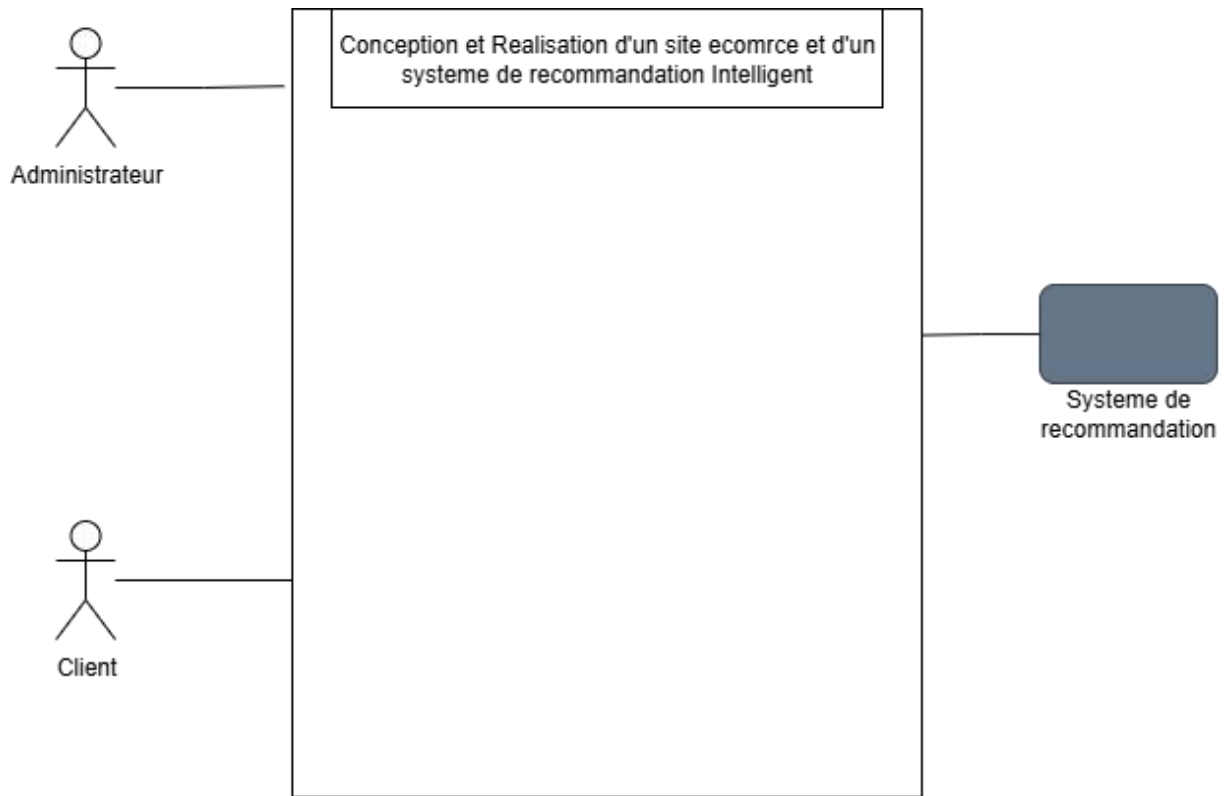 Conception et Realisation d'un site ecomrce et d'un
systeme de recommandation Intelligent
Administrateur
Systeme de
recommandation
Client